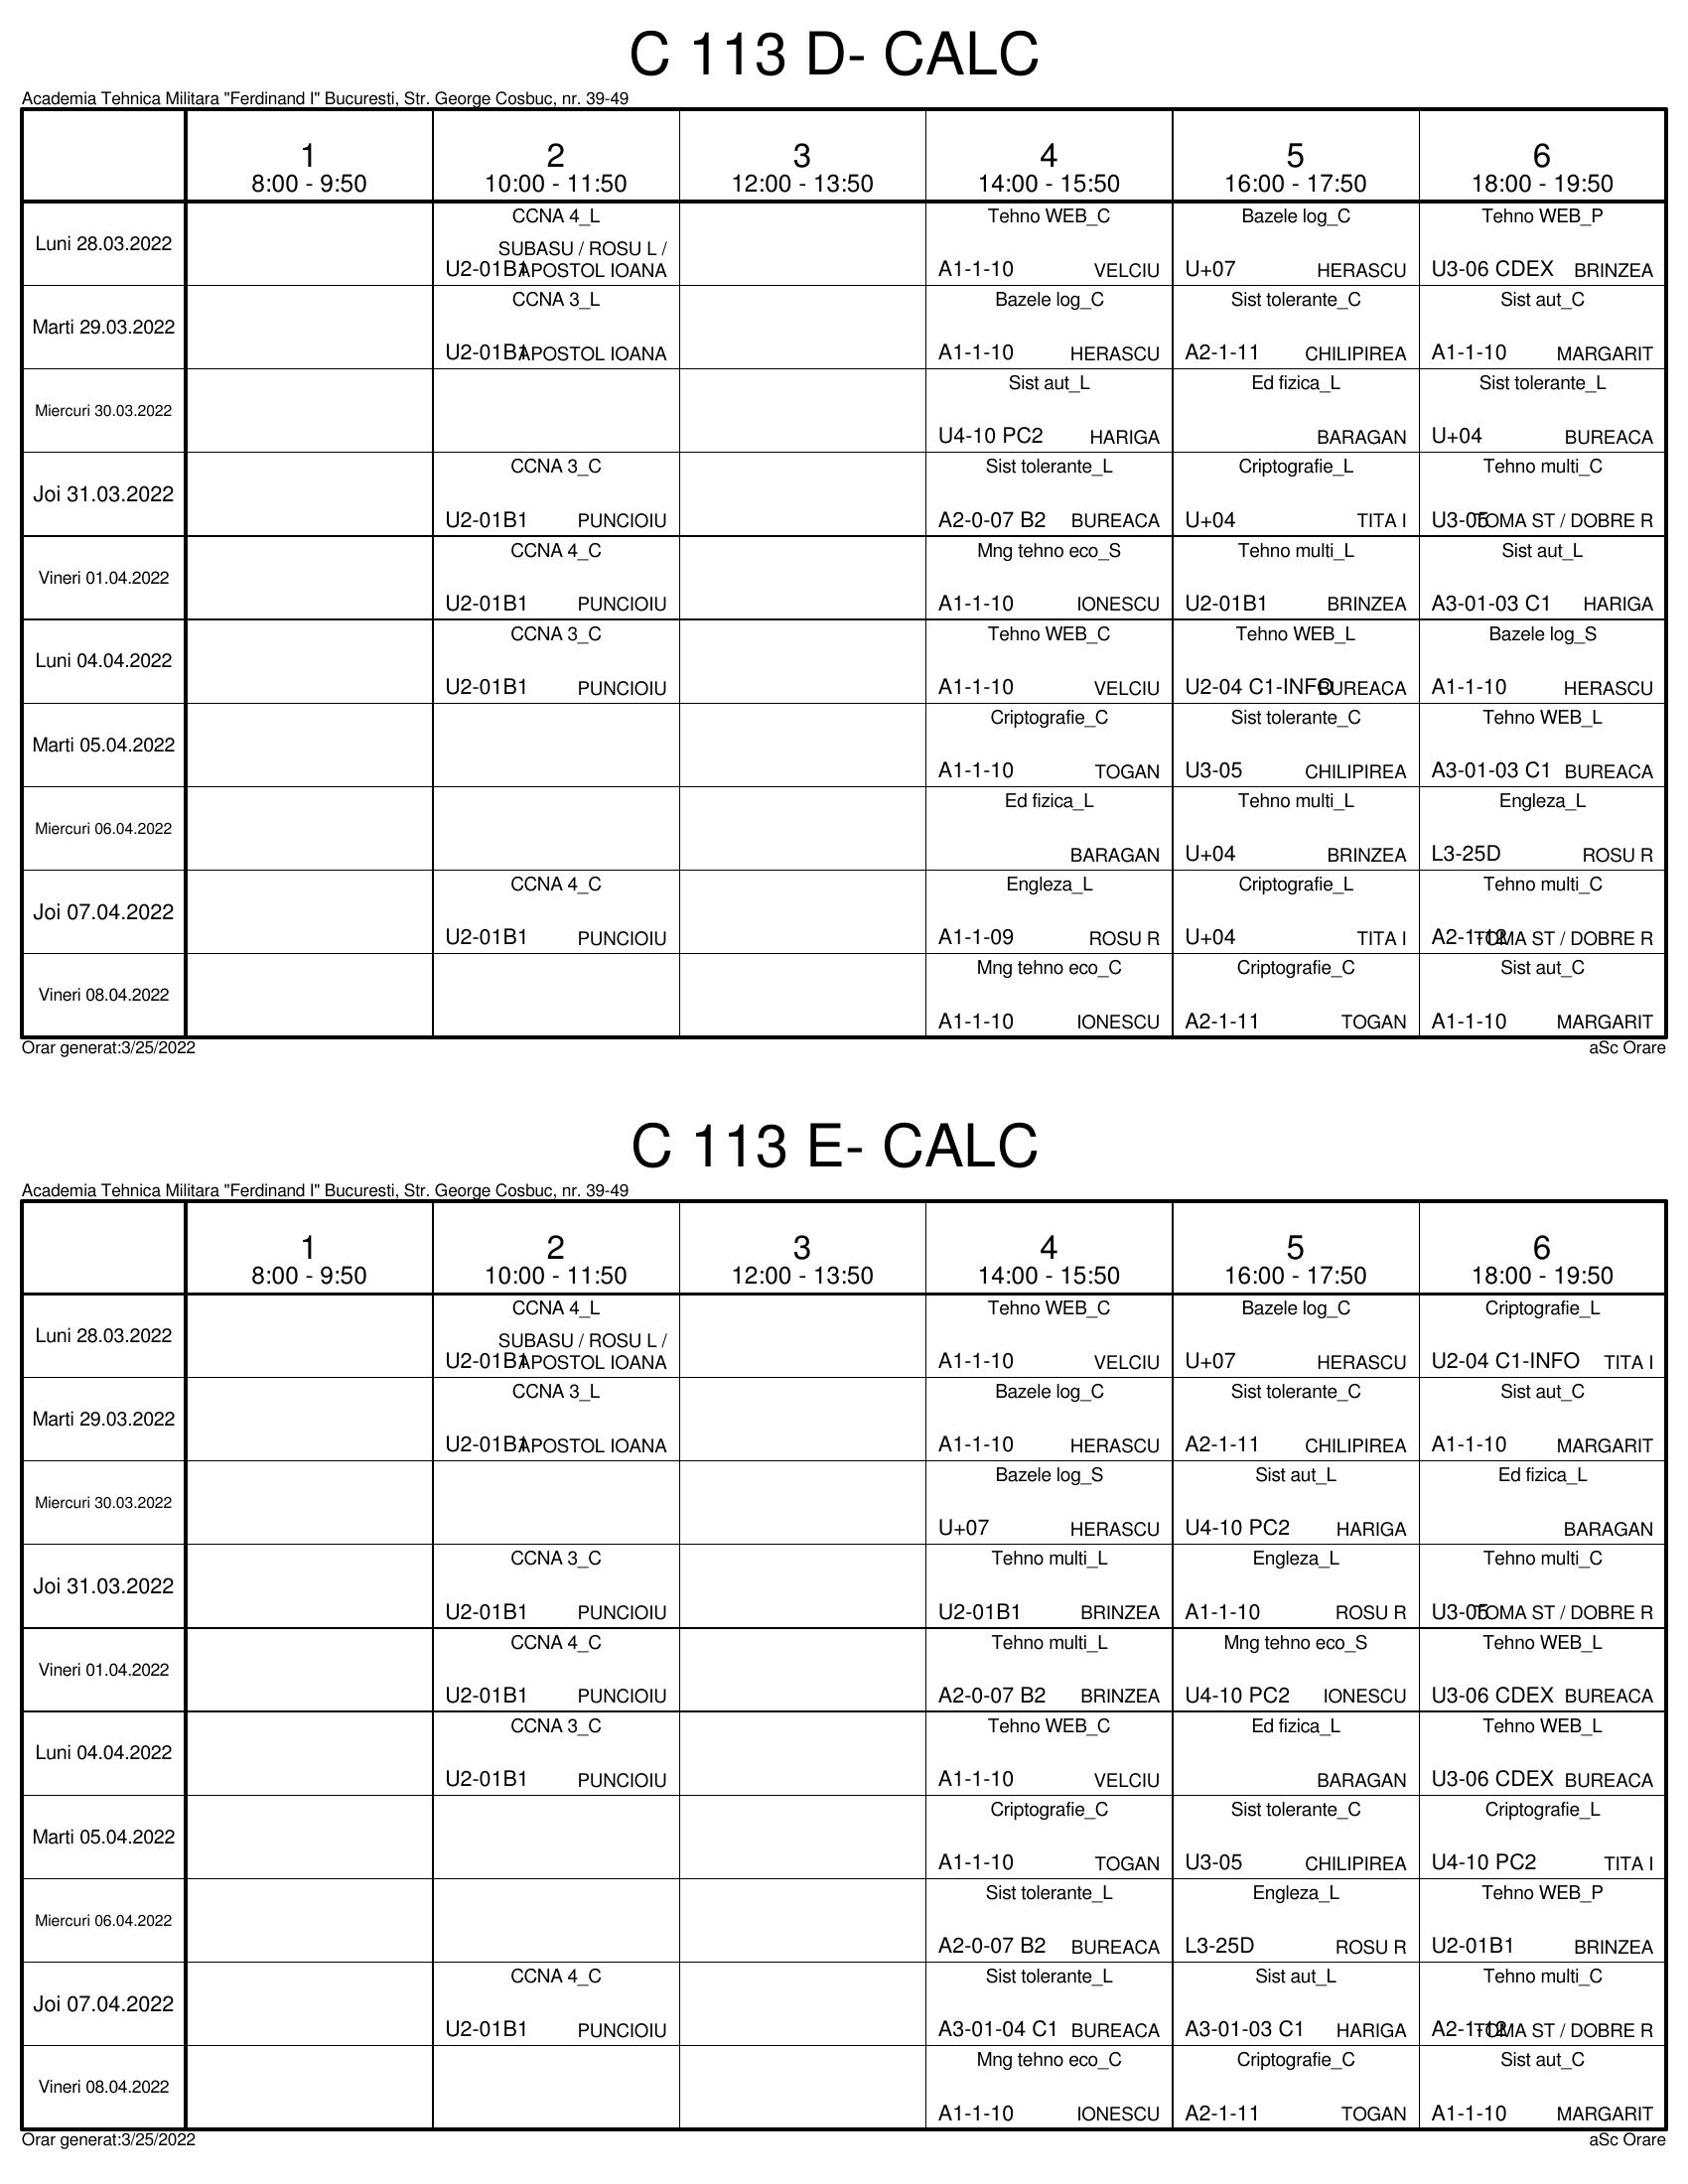 C 113 D- CALC
Academia Tehnica Militara "Ferdinand I" Bucuresti, Str. George Cosbuc, nr. 39-49
1 2 3 4 5 6
8:00 - 9:50 10:00 - 11:50 12:00 - 13:50 14:00 - 15:50 16:00 - 17:50 18:00 - 19:50
CCNA 4_L Tehno WEB_C Bazele log_C Tehno WEB_P
Luni 28.03.2022
SUBASU / ROSU L /
U2-01B1 APOSTOL IOANA A1-1-10 VELCIU U+07 HERASCU U3-06 CDEX BRINZEA
CCNA 3_L Bazele log_C Sist tolerante_C Sist aut_C
Marti 29.03.2022
U2-01B1 APOSTOL IOANA A1-1-10 HERASCU A2-1-11 CHILIPIREA A1-1-10 MARGARIT
Sist aut_L Ed fizica_L Sist tolerante_L
Miercuri 30.03.2022
U4-10 PC2 HARIGA BARAGAN U+04 BUREACA
CCNA 3_C Sist tolerante_L Criptografie_L Tehno multi_C
Joi 31.03.2022
U2-01B1 PUNCIOIU A2-0-07 B2 BUREACA U+04 TITA I U3-05 TOMA ST / DOBRE R
CCNA 4_C Mng tehno eco_S Tehno multi_L Sist aut_L
Vineri 01.04.2022
U2-01B1 PUNCIOIU A1-1-10 IONESCU U2-01B1 BRINZEA A3-01-03 C1 HARIGA
CCNA 3_C Tehno WEB_C Tehno WEB_L Bazele log_S
Luni 04.04.2022
U2-01B1 PUNCIOIU A1-1-10 VELCIU U2-04 C1-INFO BUREACA A1-1-10 HERASCU
Criptografie_C Sist tolerante_C Tehno WEB_L
Marti 05.04.2022
A1-1-10 TOGAN U3-05 CHILIPIREA A3-01-03 C1 BUREACA
Ed fizica_L Tehno multi_L Engleza_L
Miercuri 06.04.2022
BARAGAN U+04 BRINZEA L3-25D ROSU R
CCNA 4_C Engleza_L Criptografie_L Tehno multi_C
Joi 07.04.2022
U2-01B1 PUNCIOIU A1-1-09 ROSU R U+04 TITA I TOMA ST / DOBRE R
Mng tehno eco_C Criptografie_C Sist aut_C
Vineri 08.04.2022
A1-1-10 IONESCU A2-1-11 TOGAN A1-1-10 MARGARIT
Orar generat:3/25/2022 aSc Orare
C 113 E- CALC
Academia Tehnica Militara "Ferdinand I" Bucuresti, Str. George Cosbuc, nr. 39-49
1 2 3 4 5 6
8:00 - 9:50 10:00 - 11:50 12:00 - 13:50 14:00 - 15:50 16:00 - 17:50 18:00 - 19:50
CCNA 4_L Tehno WEB_C Bazele log_C Criptografie_L
Luni 28.03.2022
SUBASU / ROSU L /
U2-01B1 APOSTOL IOANA A1-1-10 VELCIU U+07 HERASCU U2-04 C1-INFO TITA I
CCNA 3_L Bazele log_C Sist tolerante_C Sist aut_C
Marti 29.03.2022
U2-01B1 APOSTOL IOANA A1-1-10 HERASCU A2-1-11 CHILIPIREA A1-1-10 MARGARIT
Bazele log_S Sist aut_L Ed fizica_L
Miercuri 30.03.2022
U+07 HERASCU U4-10 PC2 HARIGA BARAGAN
CCNA 3_C Tehno multi_L Engleza_L Tehno multi_C
Joi 31.03.2022
U2-01B1 PUNCIOIU U2-01B1 BRINZEA A1-1-10 ROSU R U3-05 TOMA ST / DOBRE R
CCNA 4_C Tehno multi_L Mng tehno eco_S Tehno WEB_L
Vineri 01.04.2022
U2-01B1 PUNCIOIU A2-0-07 B2 BRINZEA U4-10 PC2 IONESCU U3-06 CDEX BUREACA
CCNA 3_C Tehno WEB_C Ed fizica_L Tehno WEB_L
Luni 04.04.2022
U2-01B1 PUNCIOIU A1-1-10 VELCIU BARAGAN U3-06 CDEX BUREACA
Criptografie_C Sist tolerante_C Criptografie_L
Marti 05.04.2022
A1-1-10 TOGAN U3-05 CHILIPIREA U4-10 PC2 TITA I
Sist tolerante_L Engleza_L Tehno WEB_P
Miercuri 06.04.2022
A2-0-07 B2 BUREACA L3-25D ROSU R U2-01B1 BRINZEA
CCNA 4_C Sist tolerante_L Sist aut_L Tehno multi_C
Joi 07.04.2022
U2-01B1 PUNCIOIU A3-01-04 C1 BUREACA A3-01-03 C1 HARIGA TOMA ST / DOBRE R
Mng tehno eco_C Criptografie_C Sist aut_C
Vineri 08.04.2022
A1-1-10 IONESCU A2-1-11 TOGAN A1-1-10 MARGARIT
Orar generat:3/25/2022 aSc Orare